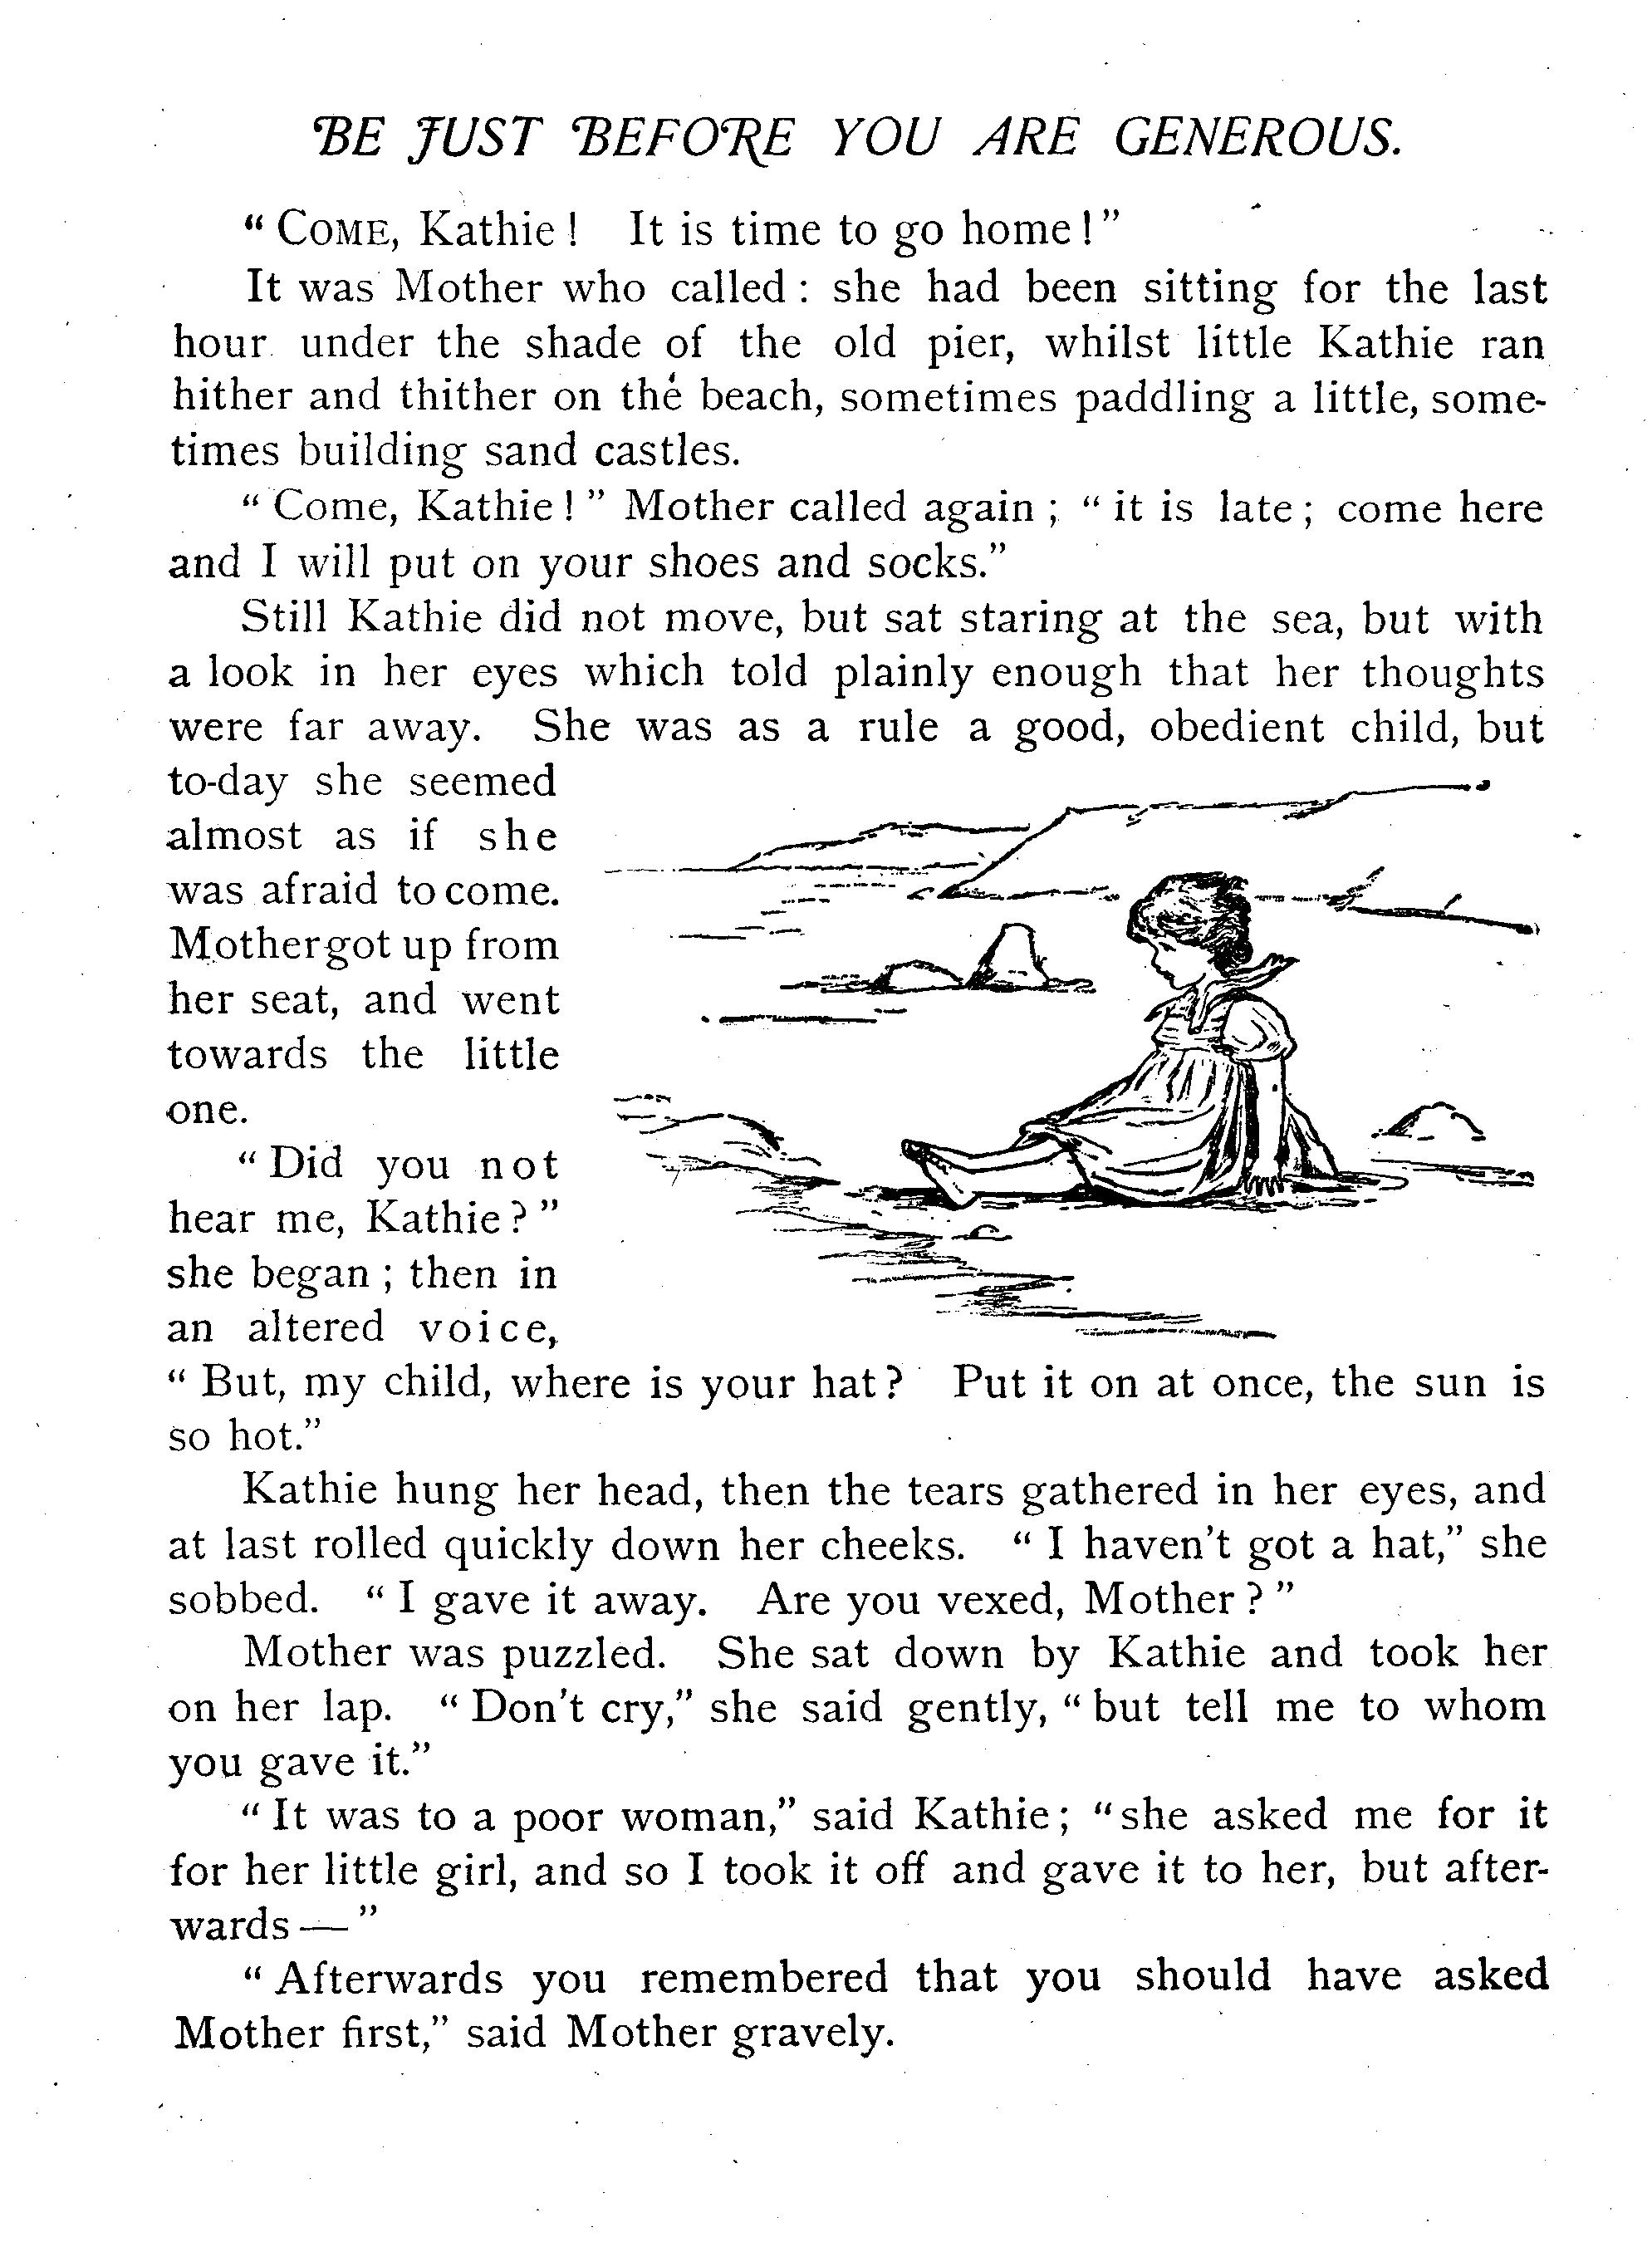 BE JUST BEFORE YOU ARE GENEROUS.
“ COME, Kathie ! It is time to go home ! ”
It was Mother who called : she had been sitting for the last
hour under the shade of the old pier, whilst little Kathie ran
hither and thither on the beach, sometimes paddling a little, some-
times building sand castles.
“ Come, Kathie ! ” Mother called again ; “ it is late ; come here
and I will put on your shoes and socks.”
Still Kathie did not move, but sat staring at the sea, but with
a look in her eyes which told plainly enough that her thoughts
were far away. She was as a rule a good, obedient child, but
to-day she seemed
almost as if she
was afraid to come.
Mother got up from
her seat, and went
towards the little
one.
“ Did you not
hear me, Kathie ? ”
she began ; then in
an altered voice,
“ But, my child, where is your hat ? Put it on at once, the sun is
so hot.”
Kathie hung her head, then the tears gathered in her eyes, and
at last rolled quickly down her cheeks. “ I haven't got a hat,” she
sobbed. “ I gave it away. Are you vexed, Mother ? ”
Mother was puzzled. She sat down by Kathie and took her
on her lap. “ Don't cry,” she said gently, “ but tell me to whom
you gave it.”
“ It was to a poor woman,” said Kathie ; “ she asked me for it
for her little girl, and so I took it off and gave it to her, but after-
wards — ”
“ Afterwards you remembered that you should have asked
Mother first,” said Mother gravely.